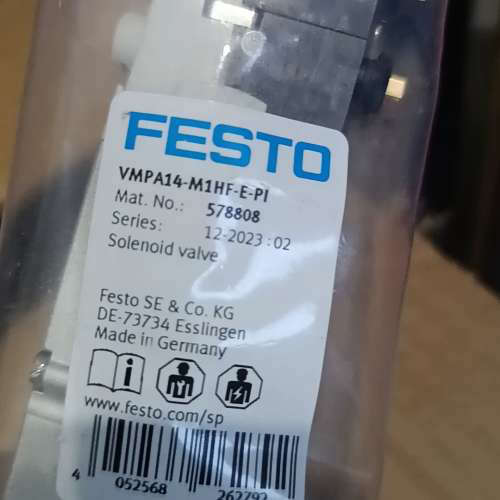 FESTO
VMPA14-M1HF-E-PI
Mat. No.: 578808
Series: 12-2023:02
Solenoid valve
Festo SE & Co. KG
DE-73734 Esslingen
Made in Germany
www.festo.com/sp
4 052568 262792